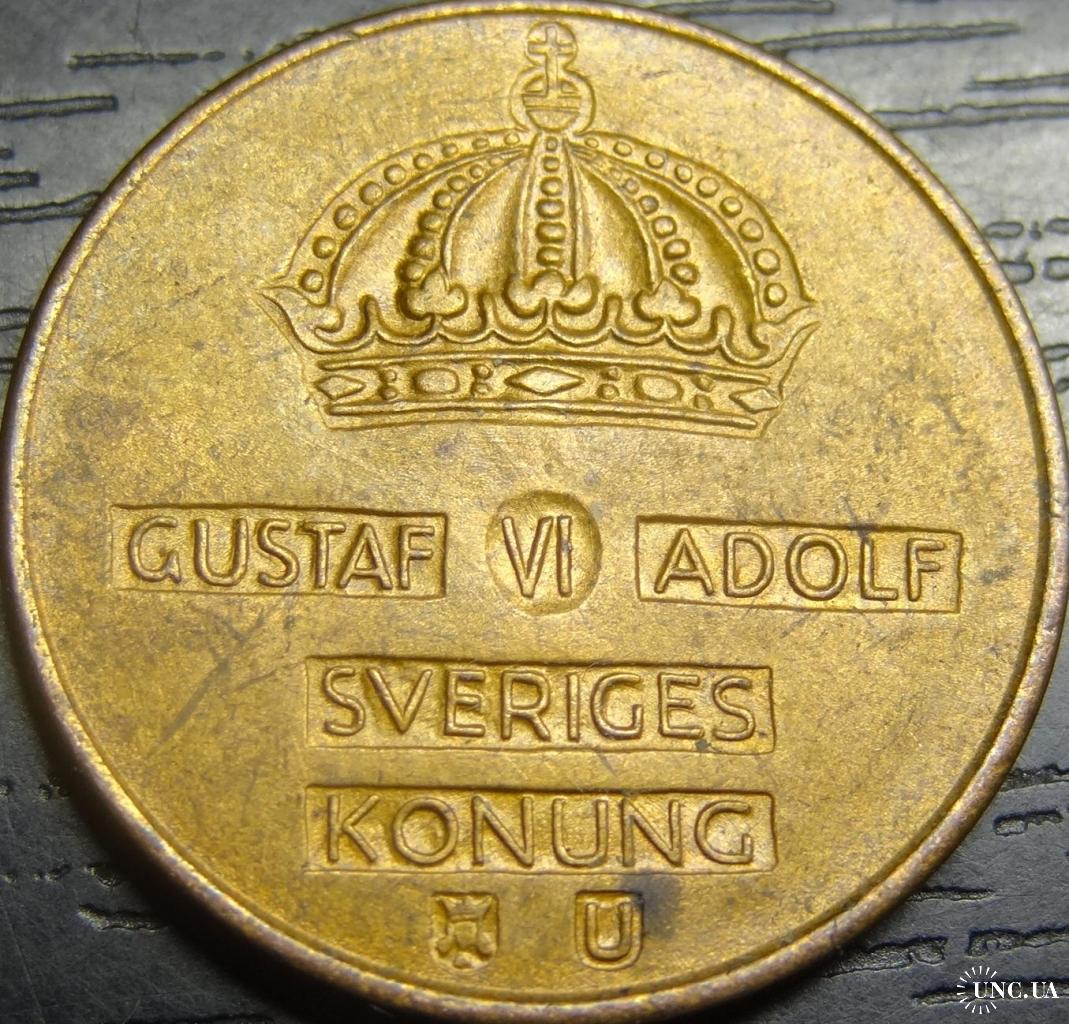 GUSTAF VI ADOLF
SVERIGES
KONUNG
U
UNC.UA